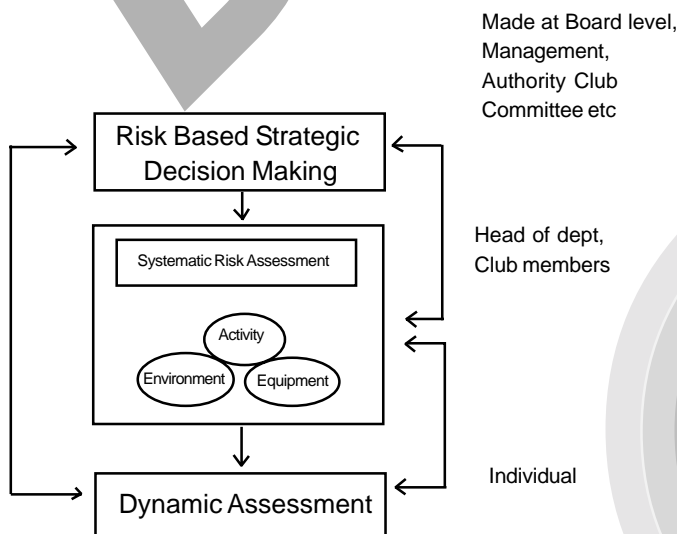 Made at Board level,
Management,
Authority Club
Committee etc
Risk Based Strategic
Decision Making
Head of dept,
Club members
Systematic Risk Assessment
Activity
Environment
Equipment
Individual
Dynamic Assessment